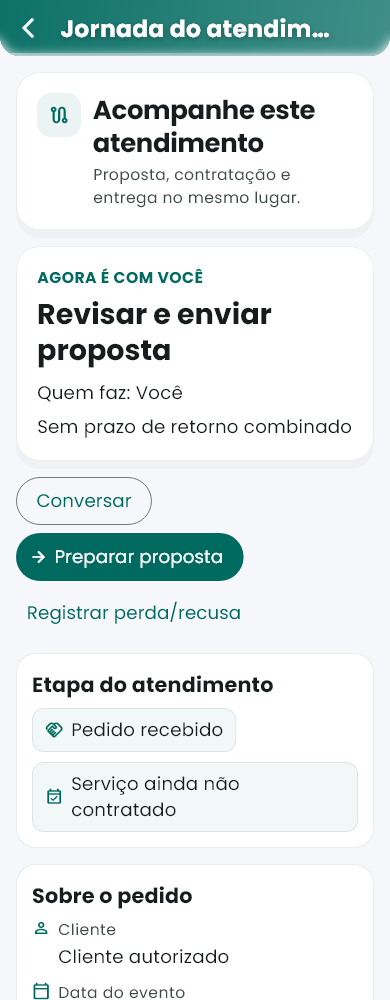 Jornada do atendim...
Acompanhe este
atendimento
Proposta, contratação e
entrega no mesmo lugar.
AGORA É COM VOCÊ
Revisar e enviar
proposta
Quem faz: Você
Sem prazo de retorno combinado
Conversar
Preparar proposta
Registrar perda/recusa
Etapa do atendimento
Pedido recebido
Serviço ainda não
contratado
Sobre o pedido
Cliente
Cliente autorizado
Data do evento